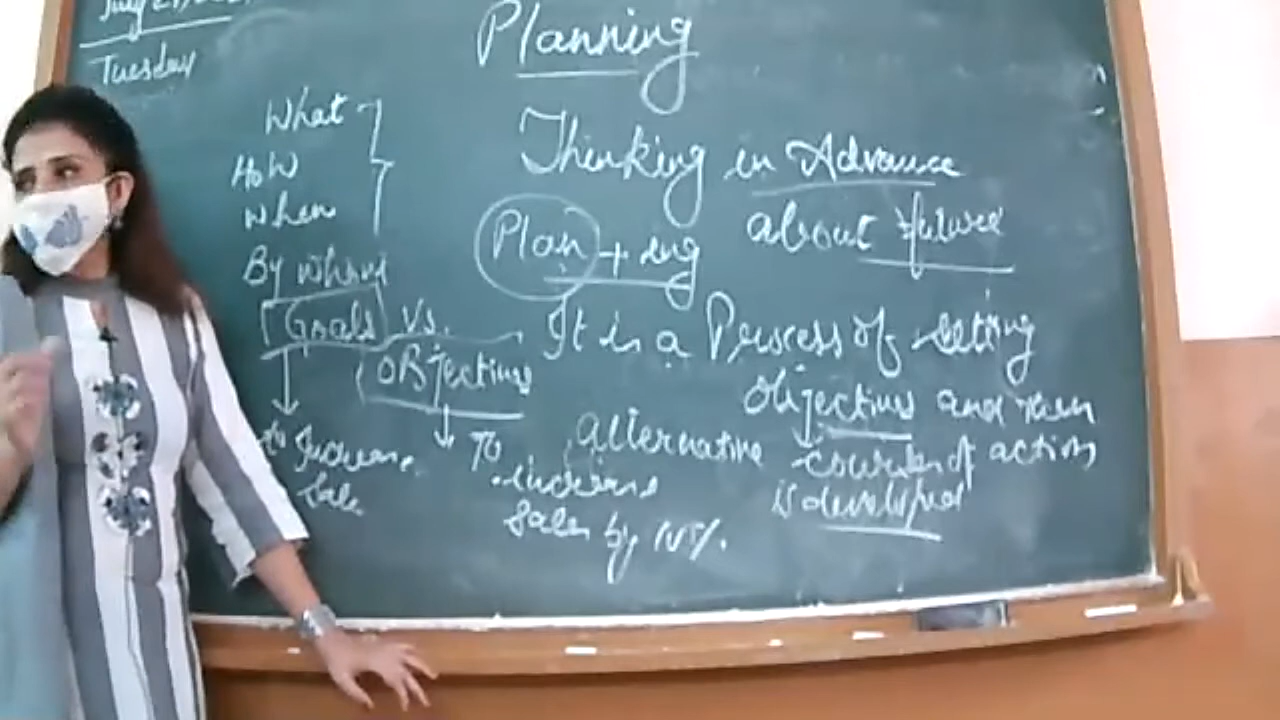 July
Tuesday
Planning
What
How
When
By whom
Thinking in Advance
about future
Plan + ing
Goals Vs.
Objectives
to Increase
Sale
To
increase
Sales by
It is a Process of setting
Objectives and then
Alternative courses of action
is developed